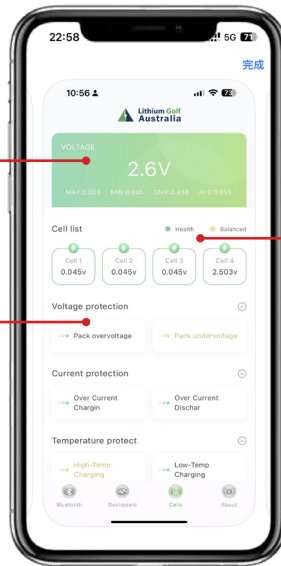 22:58
5G 71
完成
10:56
73
Lithium Golf
Australia
VOLTAGE
2.6V
MAX:2.503 MIN:0.045 DNIF:2.458 AVE:0.659
Cell list
Health
Balanced
Cell 1
0.045v
Cell 2
0.045v
Cell 3
0.045v
Cell 4
2.503v
Voltage protection
Pack overvoltage
Pack undervoltage
Current protection
Over Current
Chargin
Over Current
Dischar
Temperature protect
High-Temp
Charging
Low-Temp
Charging
Bluetooth
Dashboard
Cells
About